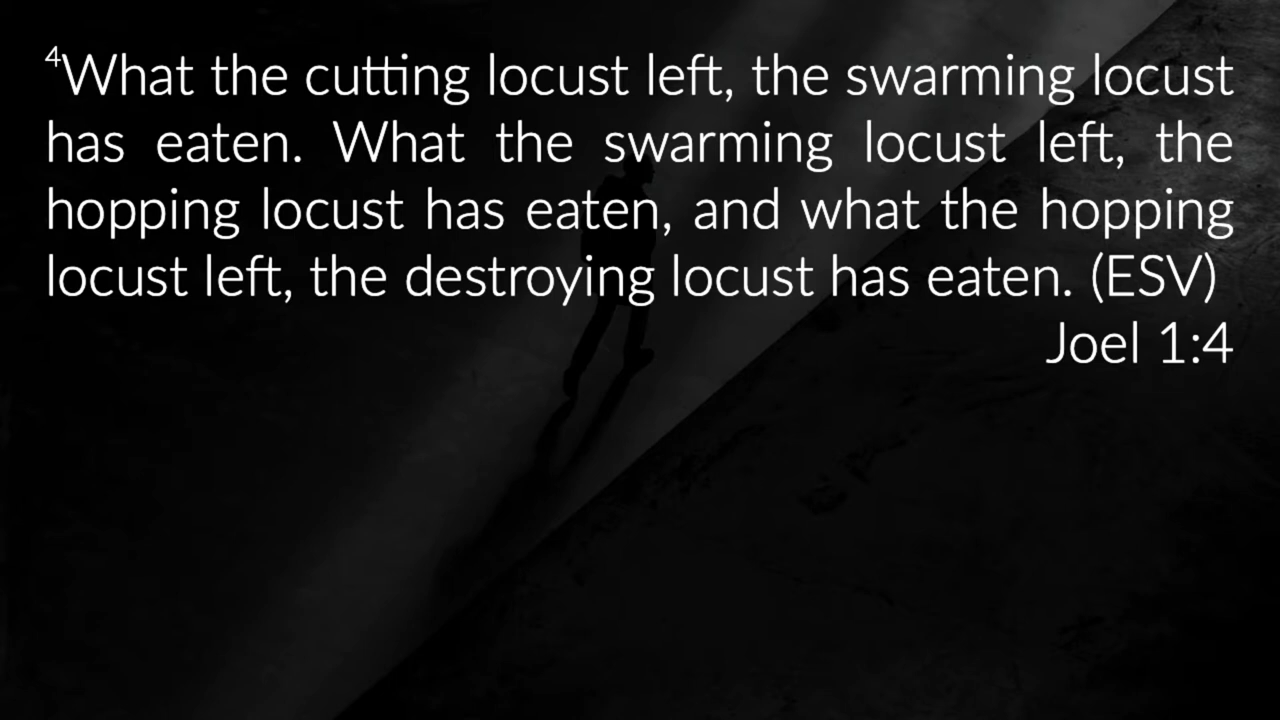 ⁴What the cutting locust left, the swarming locust
has eaten. What the swarming locust left, the
hopping locust has eaten, and what the hopping
locust left, the destroying locust has eaten. (ESV)
Joel 1:4